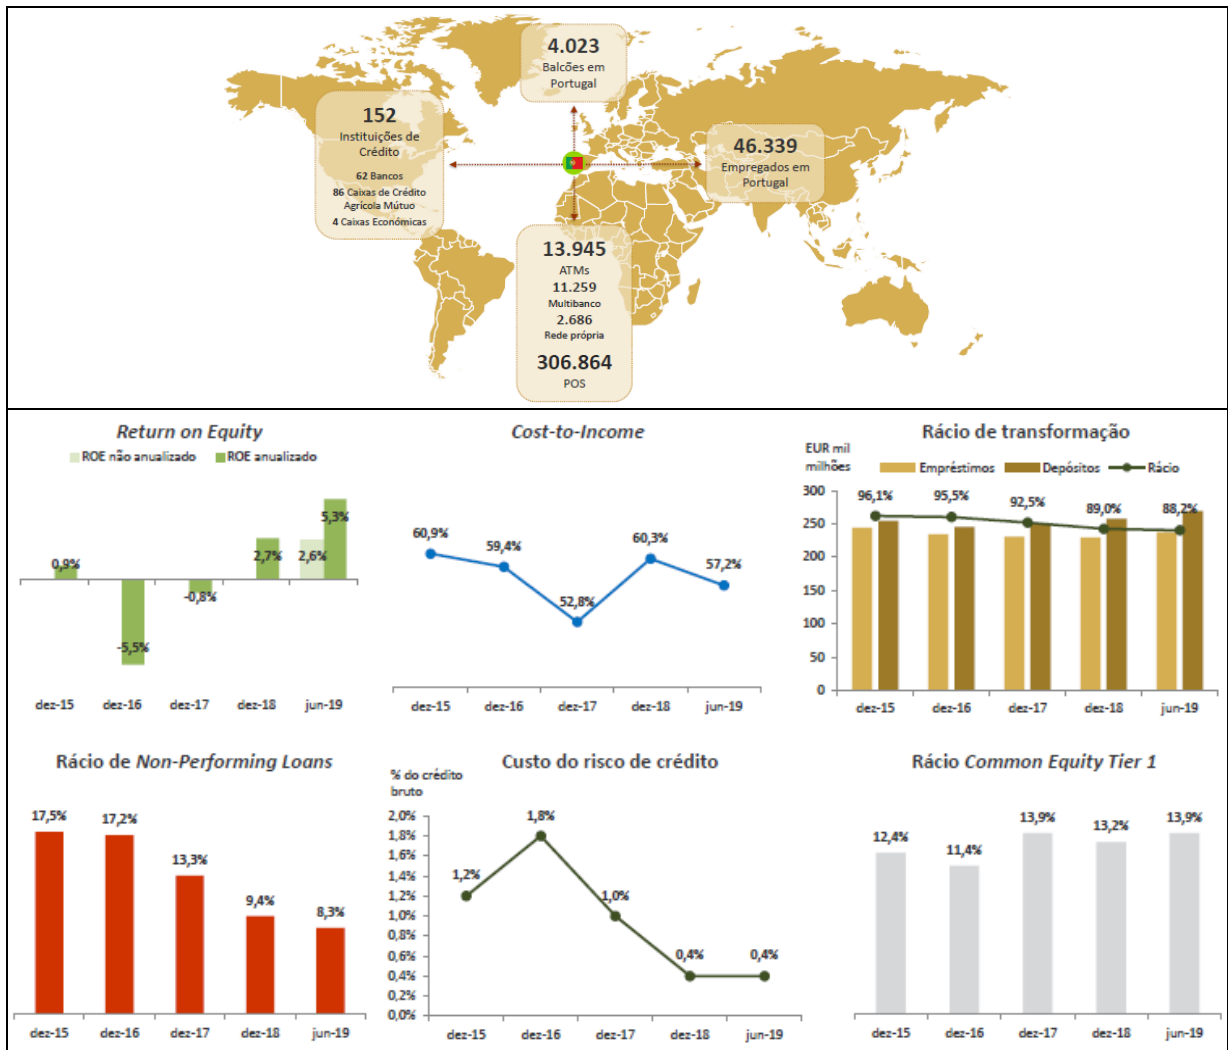 4.023
Balcões em
Portugal
152
Instituições de
Crédito
62 Bancos
86 Caixas de Crédito
Agrícola Mútuo
4 Caixas Económicas
46.339
Empregados em
Portugal
13.945
ATMs
11.259
Multibanco
2.686
Rede própria
306.864
POS
Return on Equity
ROE não anualizado ROE anualizado
0,9%
-5,5%
-0,8%
2,7%
2,6%
5,3%
dez-15 dez-16 dez-17 dez-18 jun-19
Cost-to-Income
60,9%
59,4%
52,8%
60,3%
57,2%
dez-15 dez-16 dez-17 dez-18 jun-19
Rácio de transformação
EUR mil
milhões
Empréstimos Depósitos Rácio
300
250
200
150
100
50
0
96,1%
95,5%
92,5%
89,0%
88,2%
dez-15 dez-16 dez-17 dez-18 jun-19
Rácio de Non-Performing Loans
17,5%
17,2%
13,3%
9,4%
8,3%
dez-15 dez-16 dez-17 dez-18 jun-19
Custo do risco de crédito
% do crédito
bruto
2,0%
1,8%
1,6%
1,4%
1,2%
1,0%
0,8%
0,6%
0,4%
0,2%
0,0%
1,2%
1,8%
1,0%
0,4%
0,4%
dez-15 dez-16 dez-17 dez-18 jun-19
Rácio Common Equity Tier 1
12,4%
11,4%
13,9%
13,2%
13,9%
dez-15 dez-16 dez-17 dez-18 jun-19